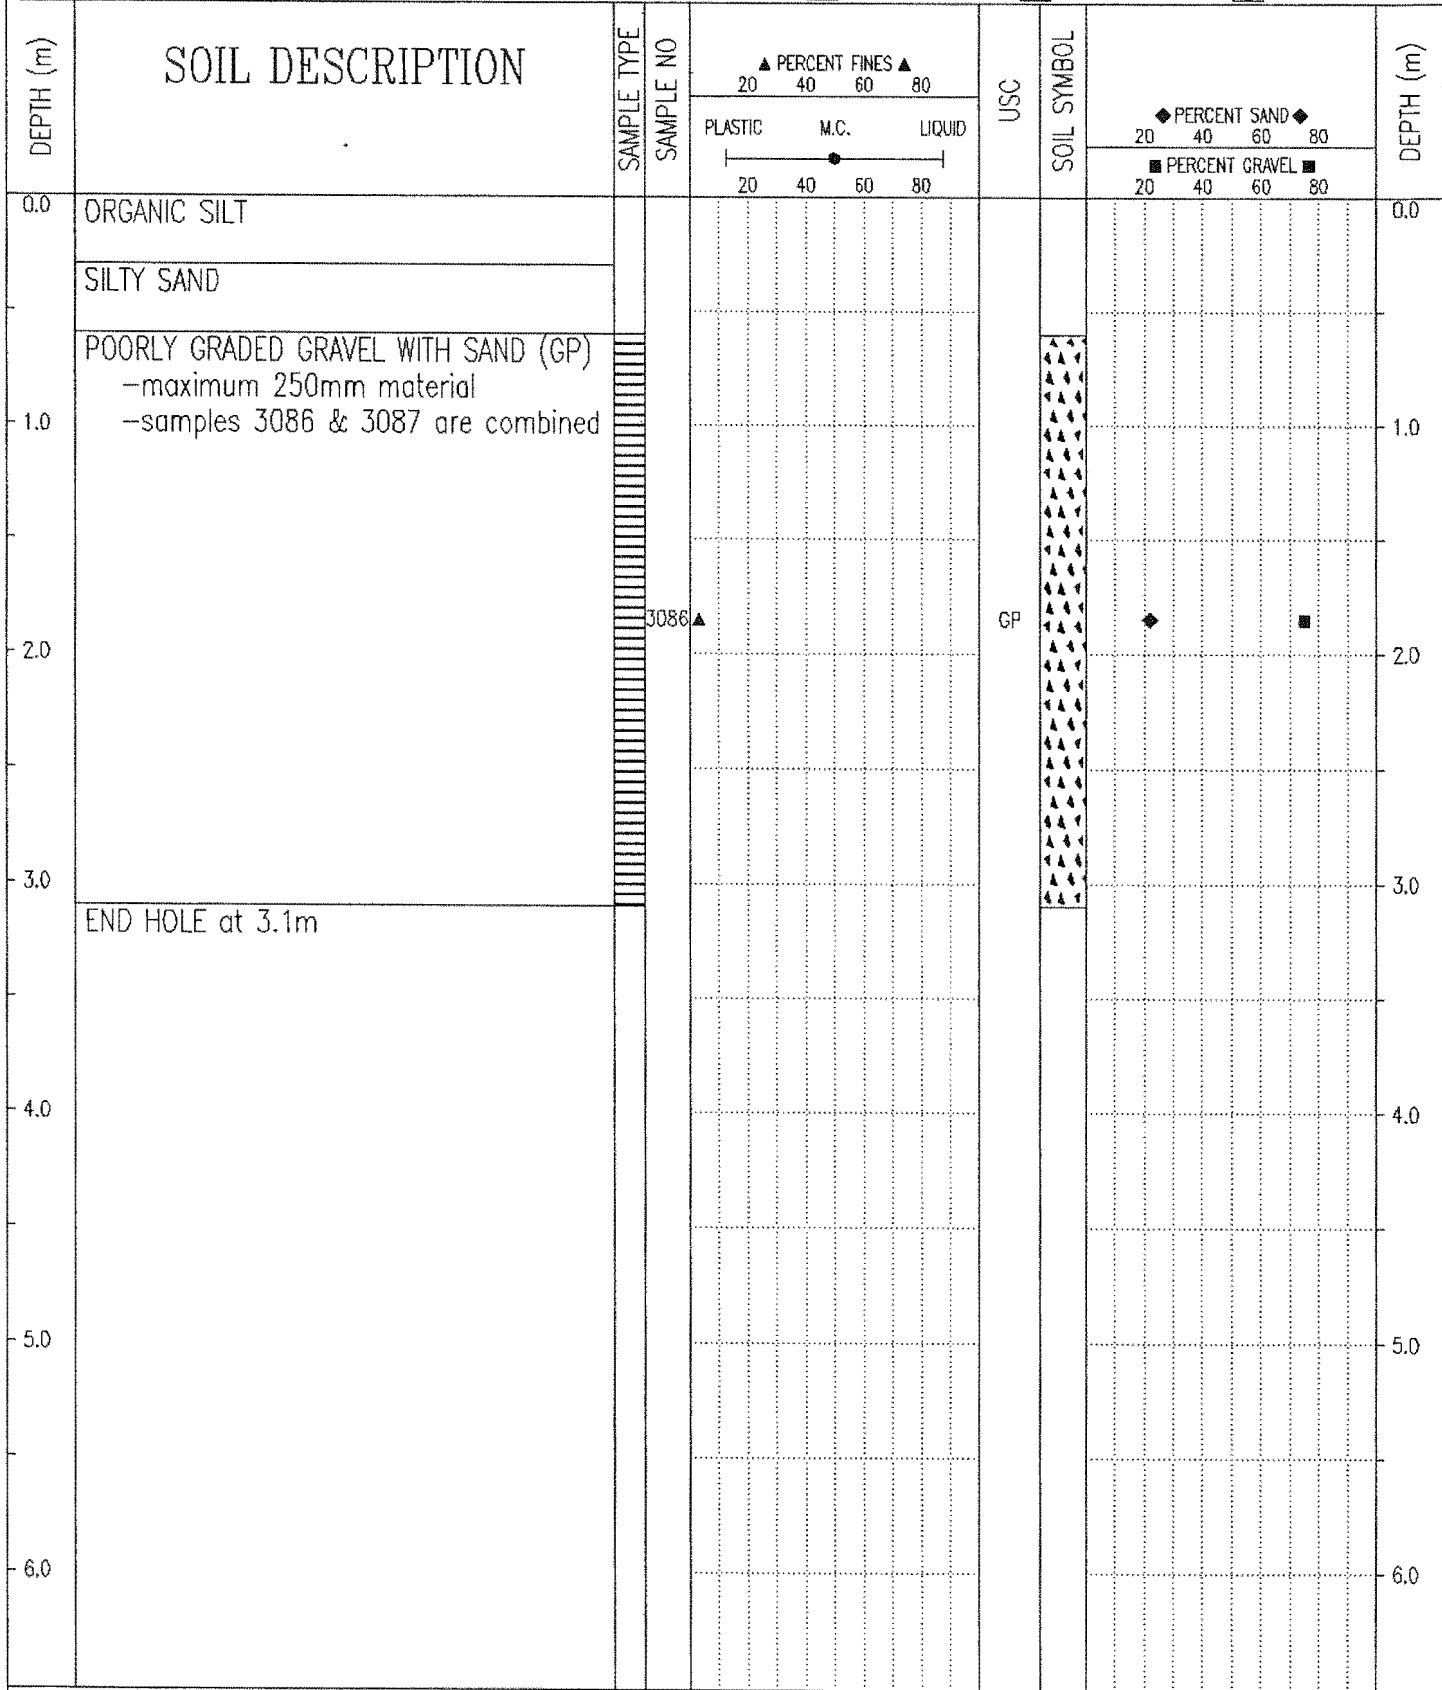 DEPTH (m)
SOIL DESCRIPTION
SAMPLE TYPE
SAMPLE NO
▲ PERCENT FINES ▲
20 40 60 80
PLASTIC M.C. LIQUID
20 40 60 80
USC
SOIL SYMBOL
◆ PERCENT SAND ◆
20 40 60 80
■ PERCENT GRAVEL ■
20 40 60 80
DEPTH (m)
0.0 ORGANIC SILT 0.0
SILTY SAND
POORLY GRADED GRAVEL WITH SAND (GP)
-maximum 250mm material
1.0 -samples 3086 & 3087 are combined 1.0
3086 GP
2.0 2.0
3.0 3.0
END HOLE at 3.1m
4.0 4.0
5.0 5.0
6.0 6.0